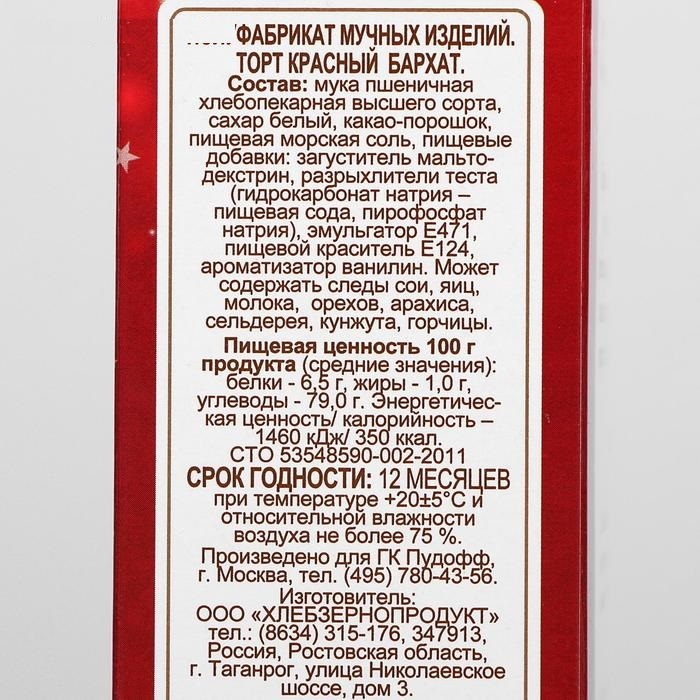 ФАБРИКАТ МУЧНЫХ ИЗДЕЛИЙ.
ТОРТ КРАСНЫЙ БАРХАТ.
Состав: мука пшеничная
хлебопекарная высшего сорта,
сахар белый, какао-порошок,
пищевая морская соль, пищевые
добавки: загуститель мальто-
декстрин, разрыхлители теста
(гидрокарбонат натрия –
пищевая сода, пирофосфат
натрия), эмульгатор Е471,
пищевой краситель Е124,
ароматизатор ванилин. Может
содержать следы сои, яиц,
молока, орехов, арахиса,
сельдерея, кунжута, горчицы.
Пищевая ценность 100 г
продукта (средние значения):
белки - 6,5 г, жиры - 1,0 г,
углеводы - 79,0 г. Энергетичес-
кая ценность/ калорийность –
1460 кДж/ 350 ккал.
СТО 53548590-002-2011
СРОК ГОДНОСТИ: 12 МЕСЯЦЕВ
при температуре +20±5°С и
относительной влажности
воздуха не более 75 %.
Произведено для ГК Пудофф,
г. Москва, тел. (495) 780-43-56.
Изготовитель:
ООО «ХЛЕБЗЕРНОПРОДУКТ»
тел.: (8634) 315-176, 347913,
Россия, Ростовская область,
г. Таганрог, улица Николаевское
шоссе, дом 3.